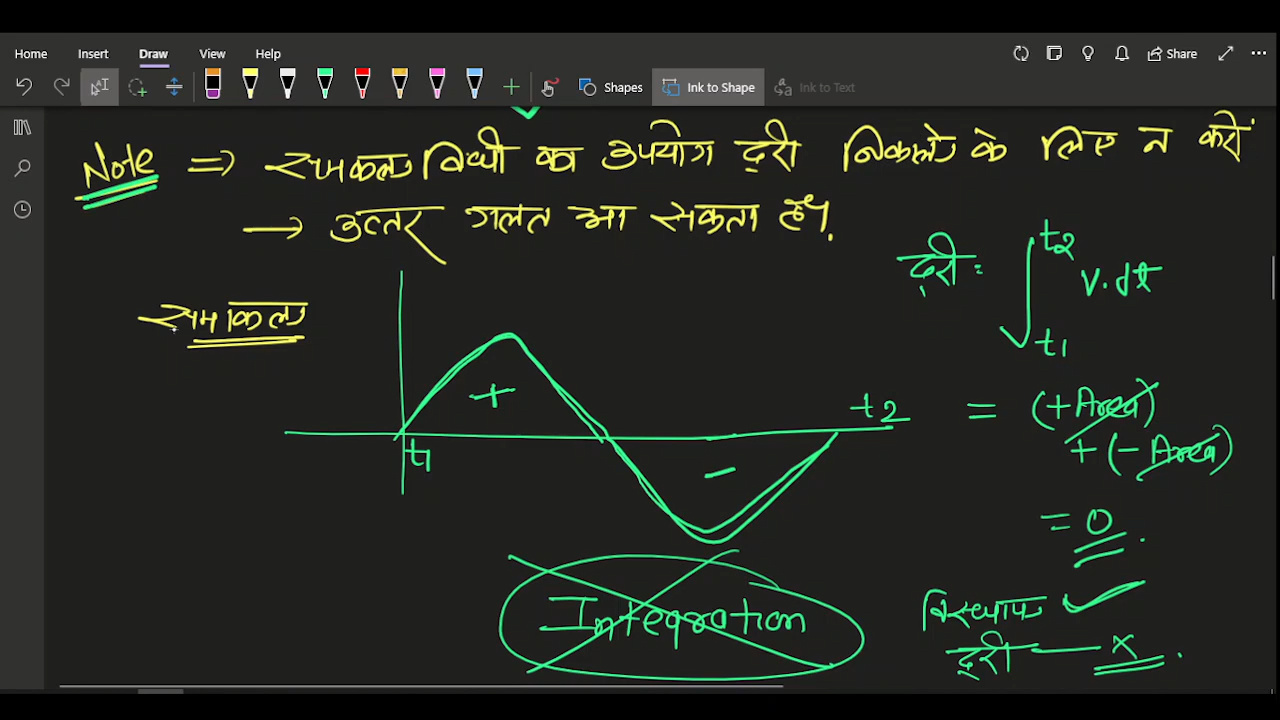 Home Insert Draw View Help Share
Shapes Ink to Shape Ink to Text
Note ⇒ समाकलन विधी का उपयोग दूरी निकालने के लिए न करें
→ उत्तर गलत आ सकता है।
दूरी = ∫t1t2 v.dt
समाकलन
+
t1
t2
−
= (+Area)
+ (−Area)
= 0.
Integration
विस्थापन ✓
दूरी — x.